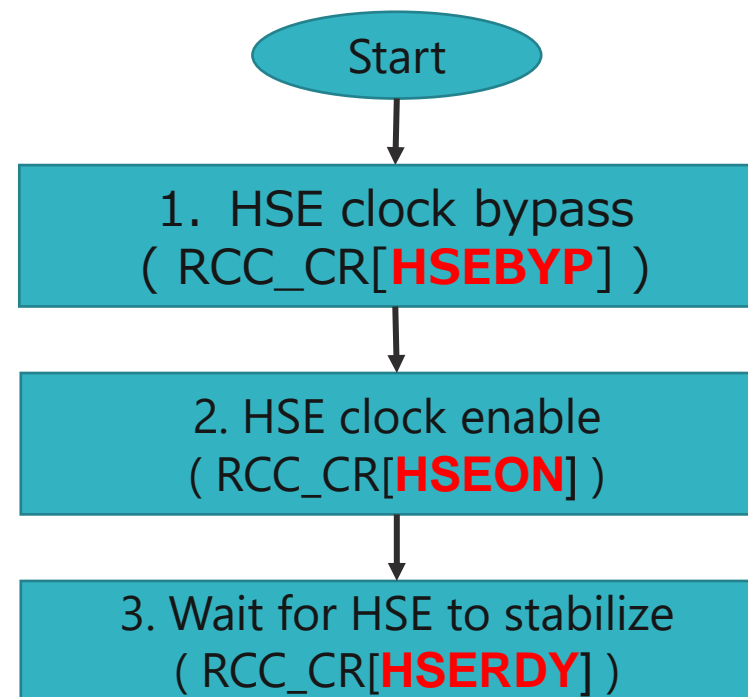 Start
1. HSE clock bypass
( RCC_CR[HSEBYP] )
2. HSE clock enable
( RCC_CR[HSEON] )
3. Wait for HSE to stabilize
( RCC_CR[HSERDY] )